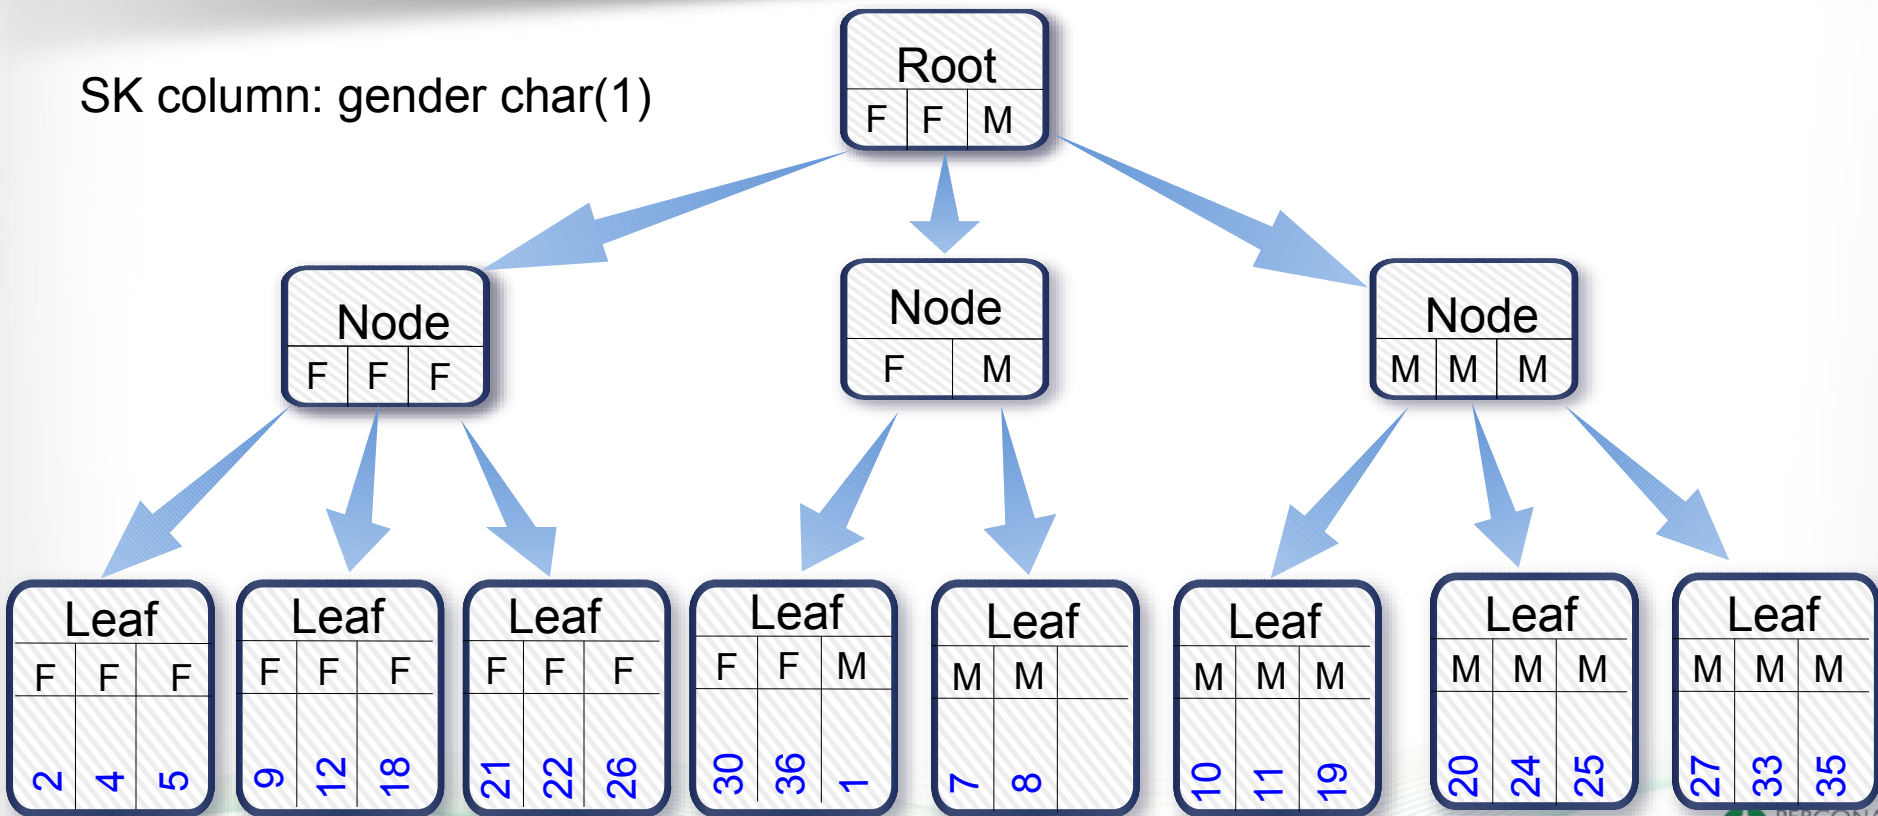 SK column: gender char(1)
Root
F F M
Node
F F F
Node
F M
Node
M M M
Leaf
F F F
2 4 5
Leaf
F F F
9 12 18
Leaf
F F F
21 22 26
Leaf
F F M
30 36 1
Leaf
M M
7 8
Leaf
M M M
10 11 19
Leaf
M M M
20 24 25
Leaf
M M M
27 33 35